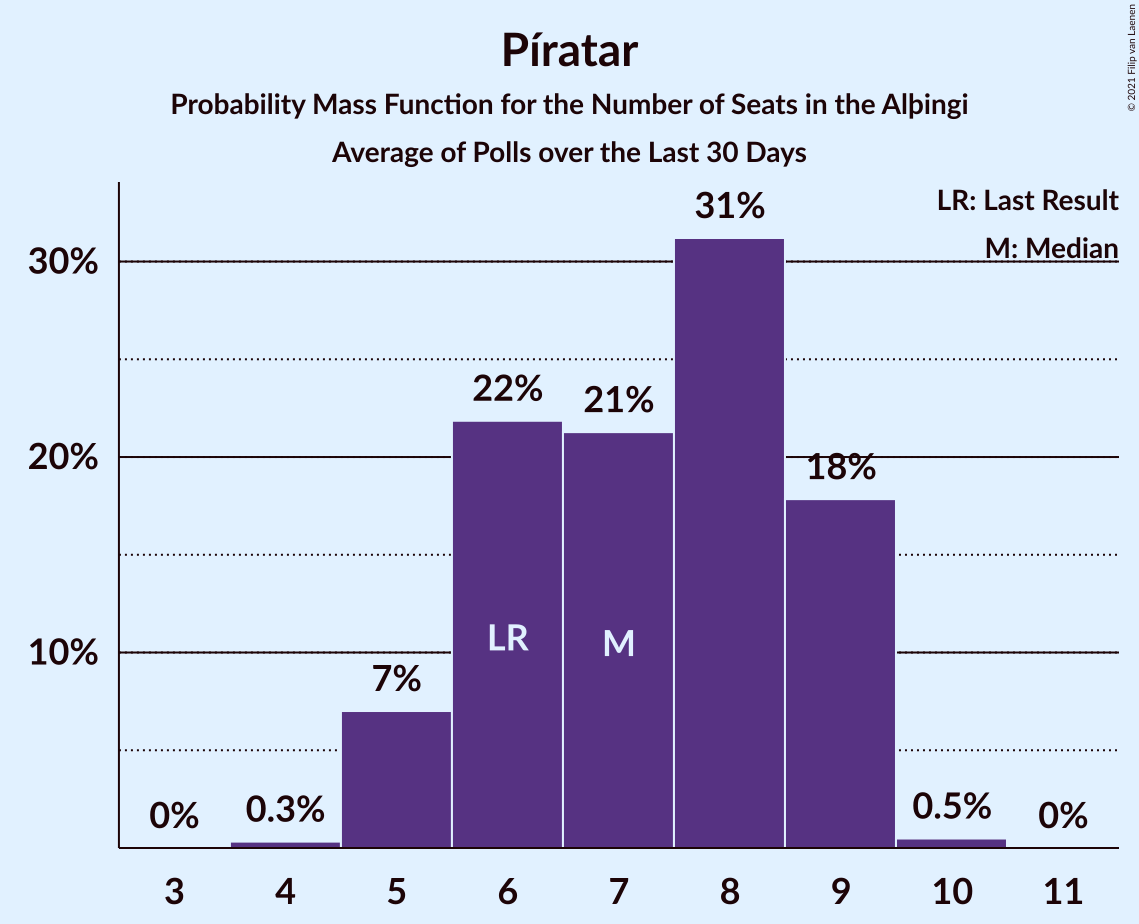 Píratar
Probability Mass Function for the Number of Seats in the Alþingi
Average of Polls over the Last 30 Days
© 2021 Filip van Laenen
LR: Last Result
M: Median
30%
20%
10%
0%
0.3%
7%
22%
21%
31%
18%
0.5%
0%
LR
M
3 4 5 6 7 8 9 10 11